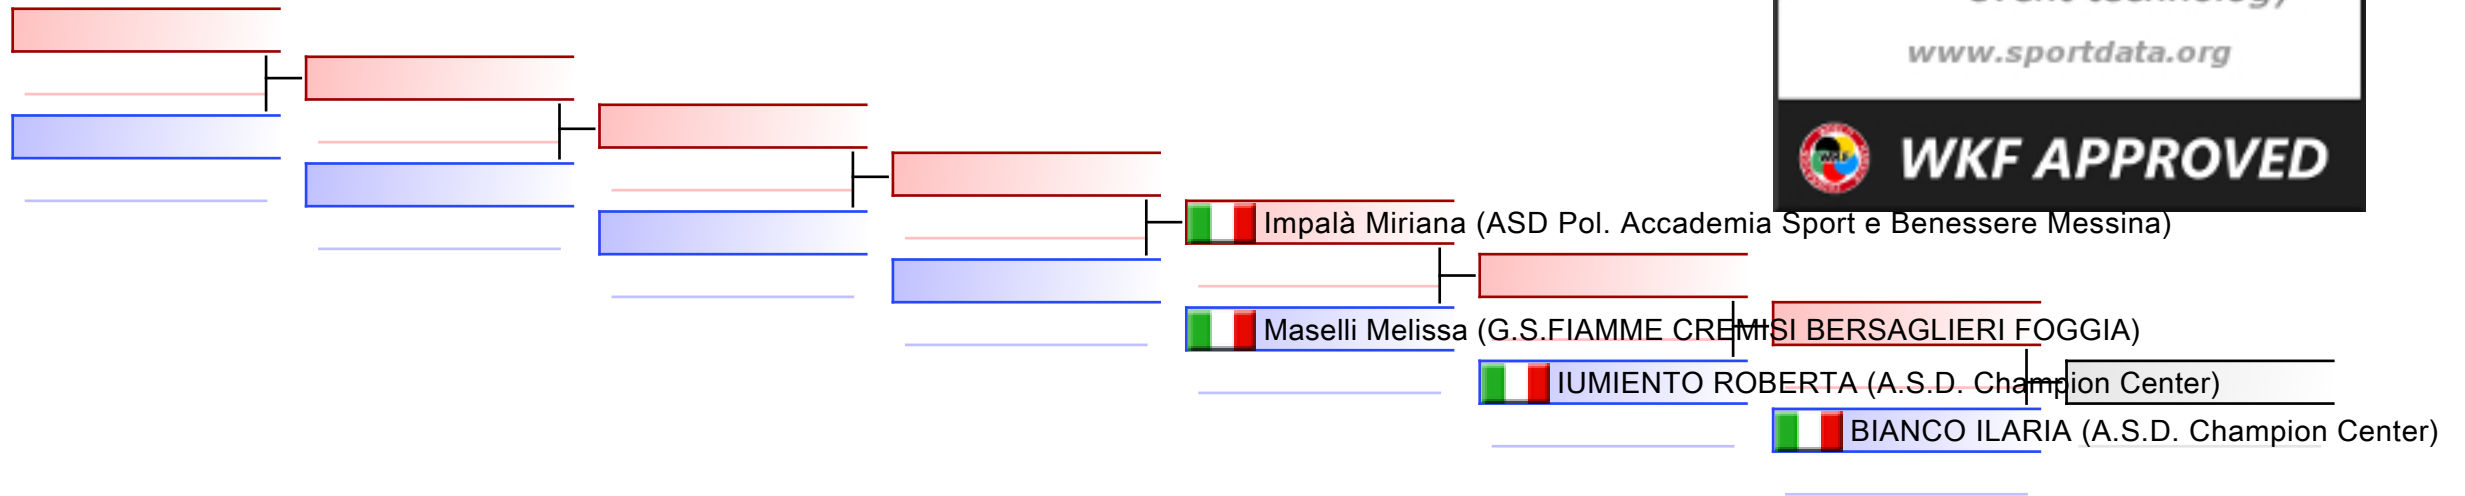 www.sportdata.org
WKF APPROVED
Impalà Miriana (ASD Pol. Accademia Sport e Benessere Messina)
Maselli Melissa (G.S.FIAMME CREMISI BERSAGLIERI FOGGIA)
IUMIENTO ROBERTA (A.S.D. Champion Center)
BIANCO ILARIA (A.S.D. Champion Center)